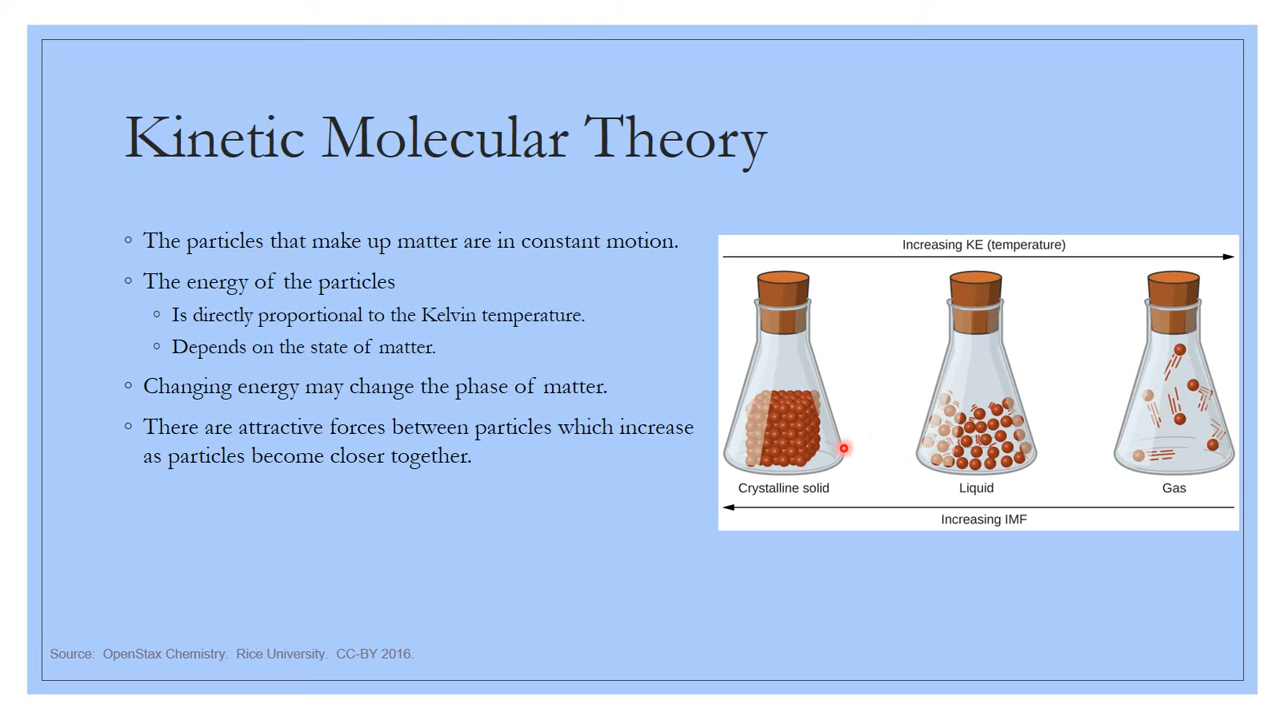 Kinetic Molecular Theory
◦ The particles that make up matter are in constant motion.
◦ The energy of the particles
◦ Is directly proportional to the Kelvin temperature.
◦ Depends on the state of matter.
◦ Changing energy may change the phase of matter.
◦ There are attractive forces between particles which increase
as particles become closer together.
Increasing KE (temperature)
Crystalline solid
Liquid
Gas
Increasing IMF
Source: OpenStax Chemistry. Rice University. CC-BY 2016.